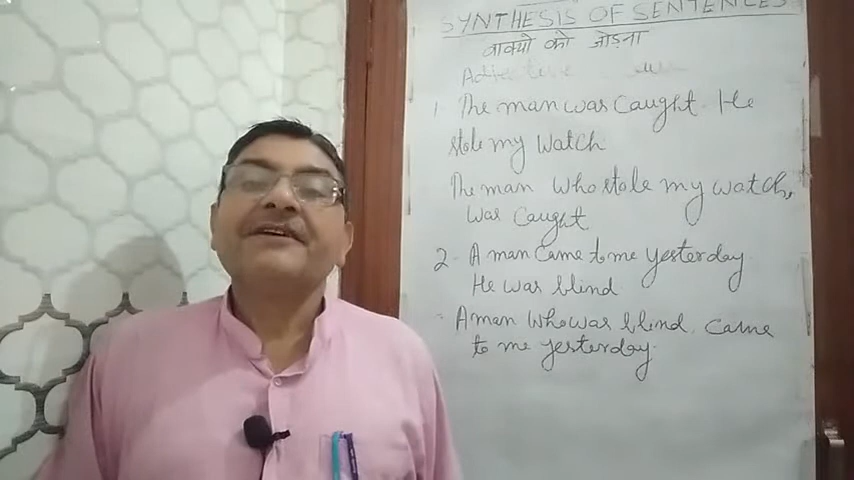 SYNTHESIS OF SENTENCES
वाक्यो को जोड़ना
1 The man was caught. He
stole my watch
The man who stole my watch,
was caught
2 - A man came to me yesterday
He was blind
- A man who was blind, came
to me yesterday.